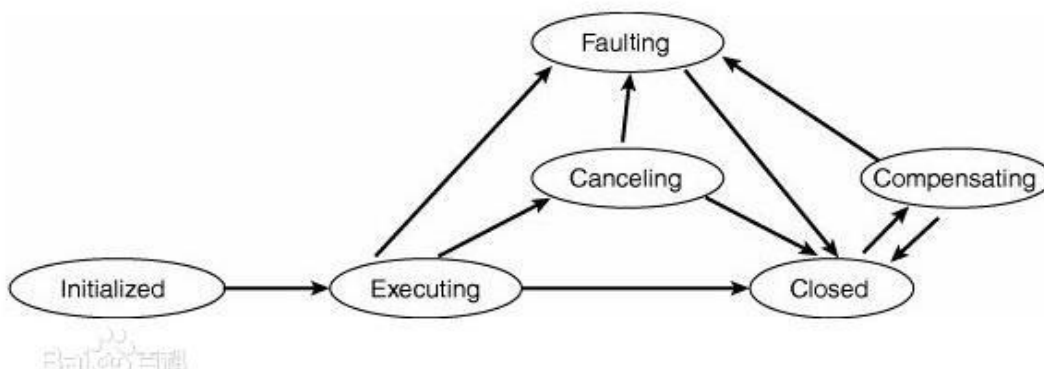 Faulting
Canceling
Compensating
Initialized
Executing
Closed